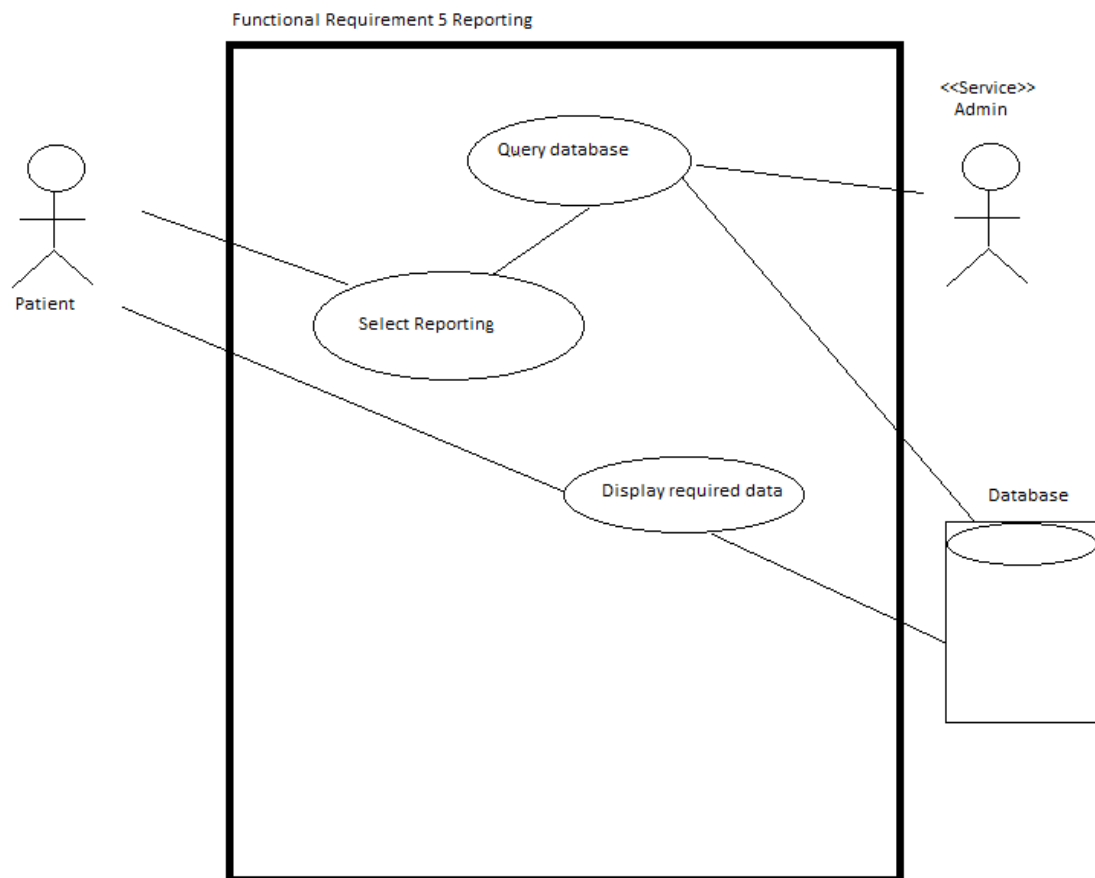 Functional Requirement 5 Reporting
<<Service>>
Admin
Query database
Patient
Select Reporting
Display required data
Database